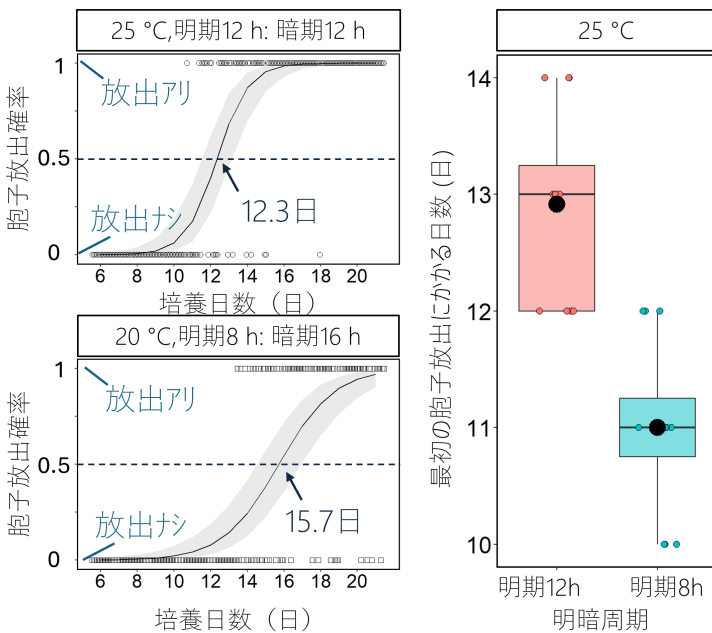 25 °C,明期12 h: 暗期12 h
胞子放出確率
1
0.5
0
放出アリ
放出ナシ
12.3日
6 8 10 12 14 16 18 20
培養日数（日）
20 °C,明期8 h: 暗期16 h
胞子放出確率
1
0.5
0
放出アリ
放出ナシ
15.7日
6 8 10 12 14 16 18 20
培養日数（日）
25 °C
最初の胞子放出にかかる日数 (日)
14
13
12
11
10
明期12h 明期8h
明暗周期